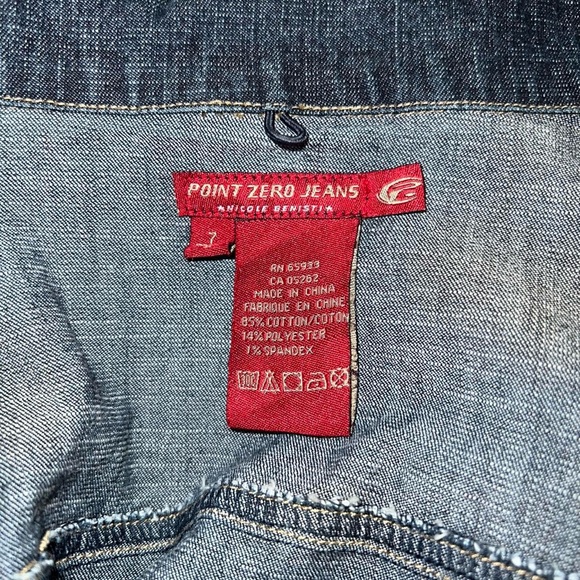 POINT ZERO JEANS
★NICOLE BENISTI★
7
RN 65933
CA 05282
MADE IN CHINA
FABRIQUE EN CHINE
85% COTTON/COTON
14% POLYESTER
1% SPANDEX